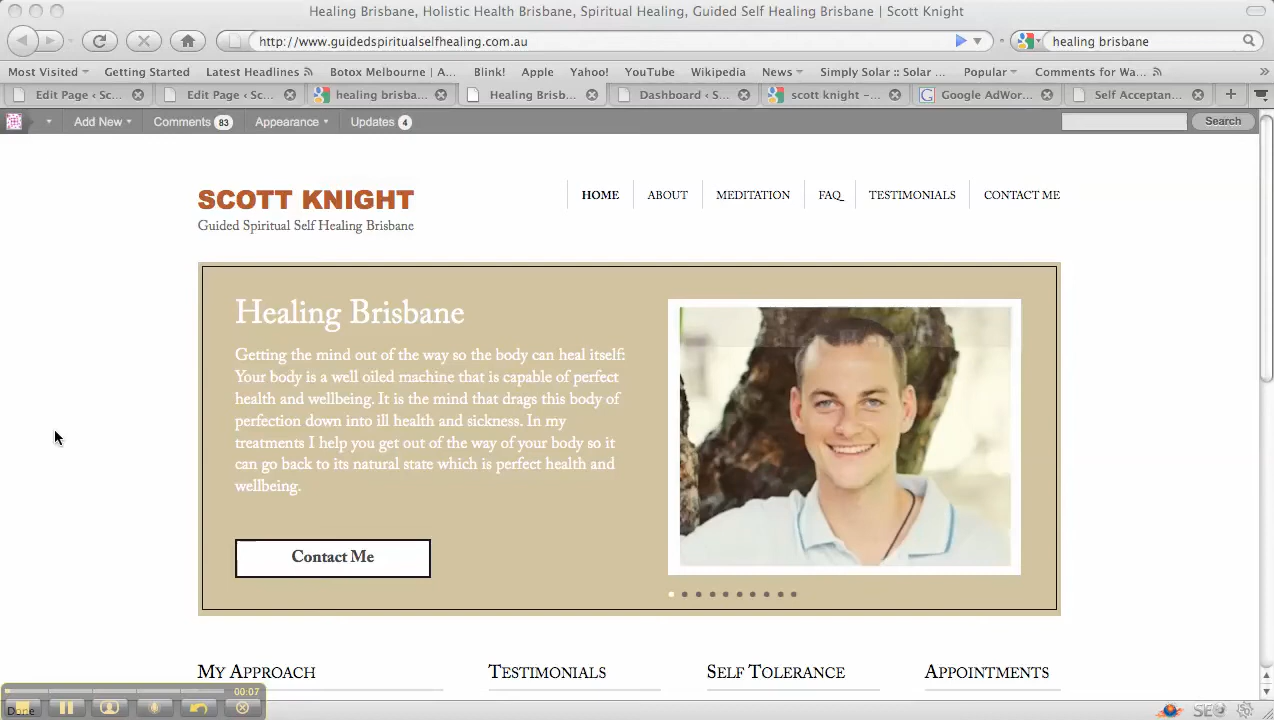 Healing Brisbane, Holistic Health Brisbane, Spiritual Healing, Guided Self Healing Brisbane | Scott Knight
http://www.guidedspiritualselfhealing.com.au
healing brisbane
Most Visited Getting Started Latest Headlines Botox Melbourne | A... Blink! Apple Yahoo! YouTube Wikipedia News Simply Solar :: Solar ... Popular Comments for Wa... »
Edit Page ‹ Sc... Edit Page ‹ Sc... healing brisba... Healing Brisb... Dashboard ‹ S... scott knight –... Google AdWor... Self Acceptan...
Add New Comments 83 Appearance Updates 4 Search
SCOTT KNIGHT
Guided Spiritual Self Healing Brisbane
HOME ABOUT MEDITATION FAQ TESTIMONIALS CONTACT ME
Healing Brisbane
Getting the mind out of the way so the body can heal itself:
Your body is a well oiled machine that is capable of perfect
health and wellbeing. It is the mind that drags this body of
perfection down into ill health and sickness. In my
treatments I help you get out of the way of your body so it
can go back to its natural state which is perfect health and
wellbeing.
Contact Me
My Approach Testimonials Self Tolerance Appointments
00:07
Done
SEO